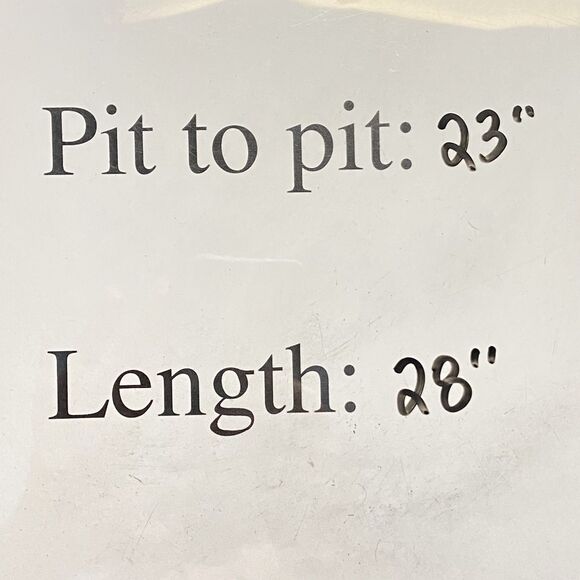 Pit to pit: 23"
Length: 28"